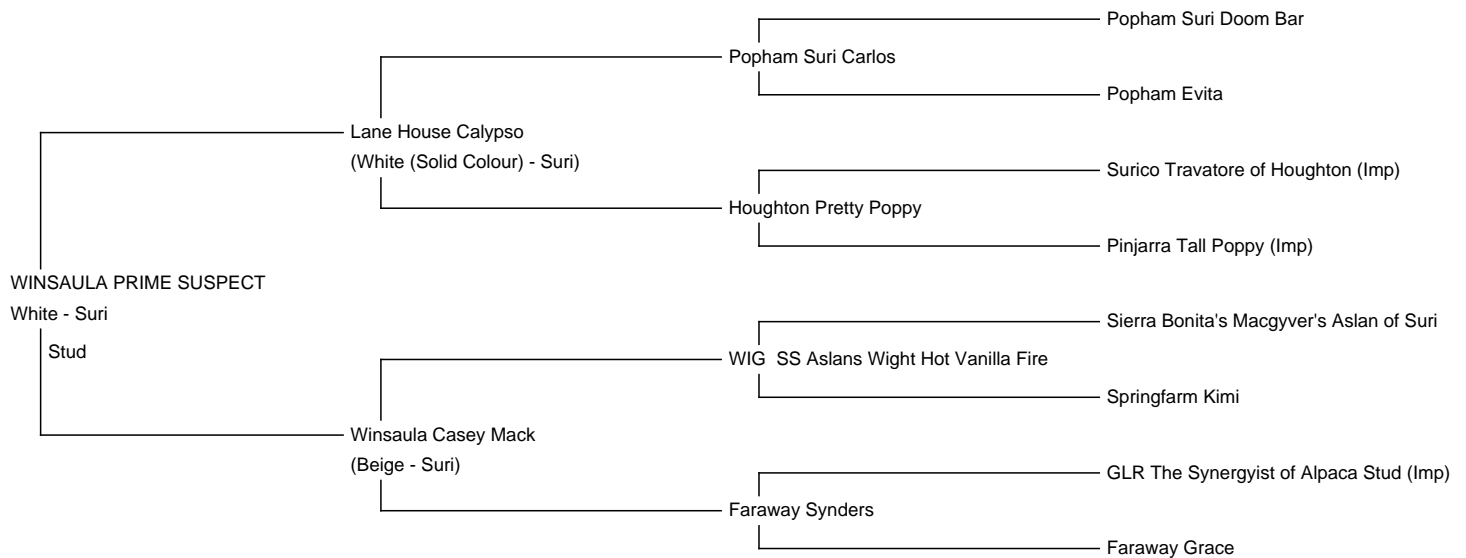 Popham Suri Doom Bar
Popham Suri Carlos
Popham Evita
Lane House Calypso
(White (Solid Colour) - Suri)
Surico Travatore of Houghton (Imp)
Houghton Pretty Poppy
Pinjarra Tall Poppy (Imp)
WINSAULA PRIME SUSPECT
White - Suri
Stud
Sierra Bonita's Macgyver's Aslan of Suri
WIG  SS Aslans Wight Hot Vanilla Fire
Springfarm Kimi
Winsaula Casey Mack
(Beige - Suri)
GLR The Synergyist of Alpaca Stud (Imp)
Faraway Synders
Faraway Grace